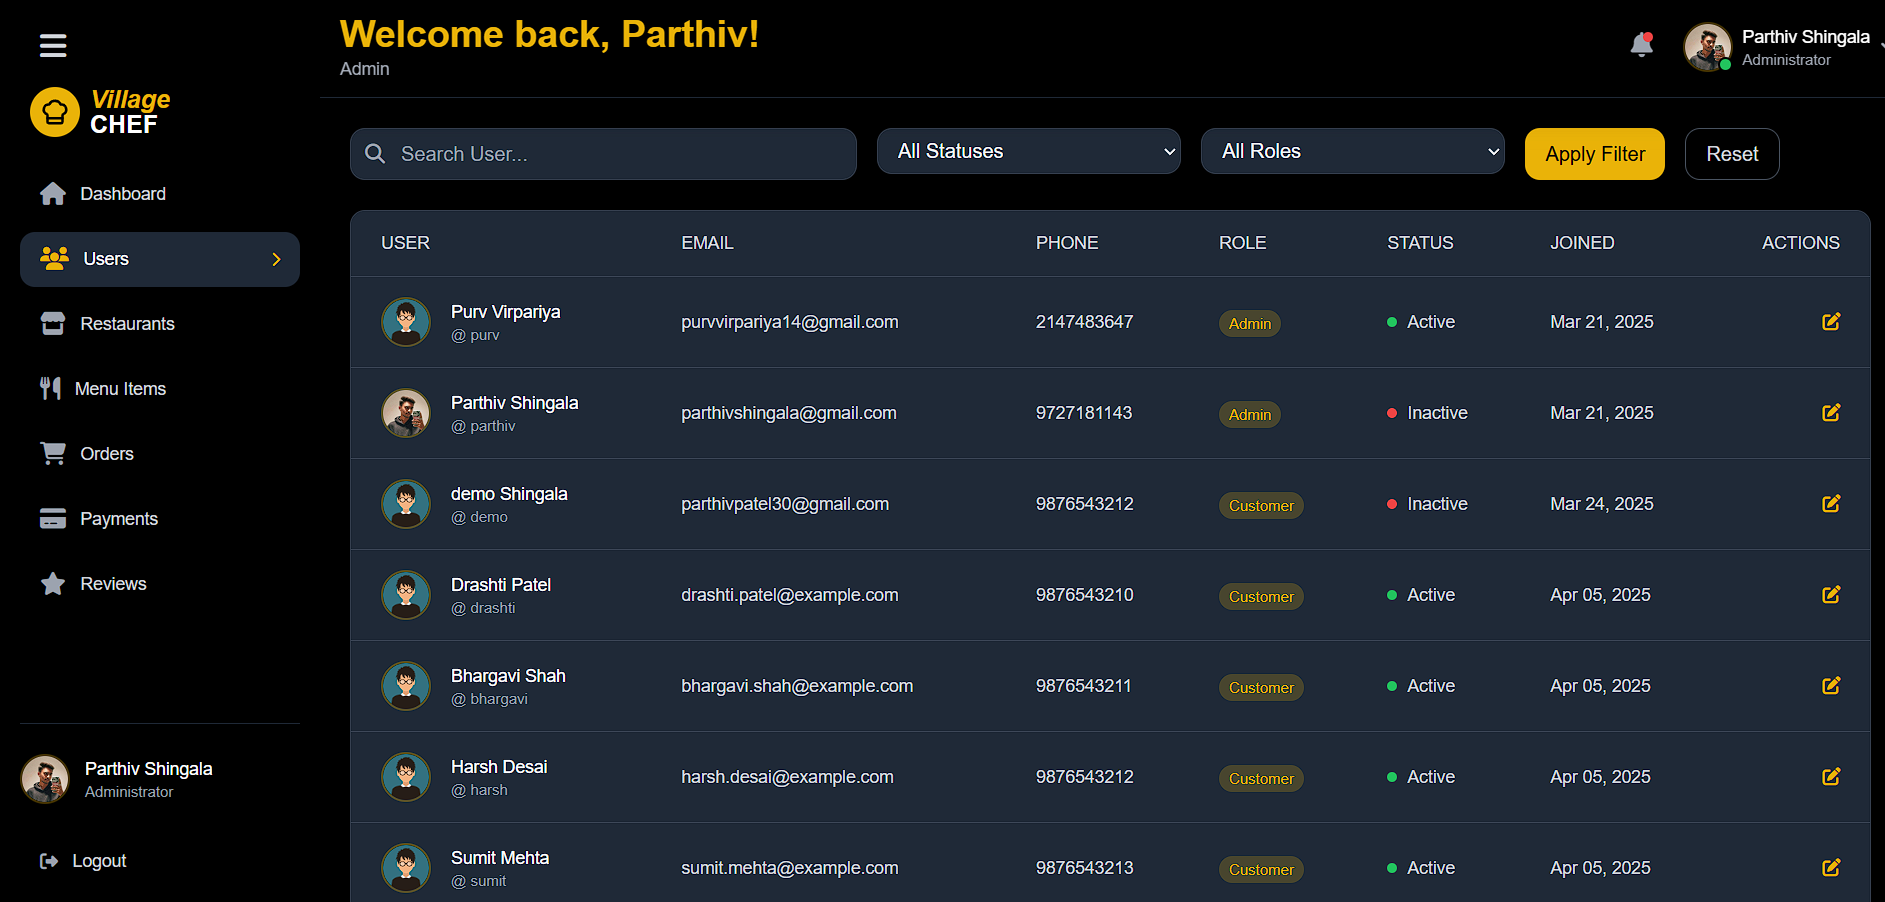 Welcome back, Parthiv!
Admin
Parthiv Shingala
Administrator
Village
CHEF
Dashboard
Users
Restaurants
Menu Items
Orders
Payments
Reviews
Parthiv Shingala
Administrator
Logout
Search User...
All Statuses
All Roles
Apply Filter
Reset
USER EMAIL PHONE ROLE STATUS JOINED ACTIONS
Purv Virpariya
@ purv
purvvirpariya14@gmail.com 2147483647 Admin Active Mar 21, 2025
Parthiv Shingala
@ parthiv
parthivshingala@gmail.com 9727181143 Admin Inactive Mar 21, 2025
demo Shingala
@ demo
parthivpatel30@gmail.com 9876543212 Customer Inactive Mar 24, 2025
Drashti Patel
@ drashti
drashti.patel@example.com 9876543210 Customer Active Apr 05, 2025
Bhargavi Shah
@ bhargavi
bhargavi.shah@example.com 9876543211 Customer Active Apr 05, 2025
Harsh Desai
@ harsh
harsh.desai@example.com 9876543212 Customer Active Apr 05, 2025
Sumit Mehta
@ sumit
sumit.mehta@example.com 9876543213 Customer Active Apr 05, 2025